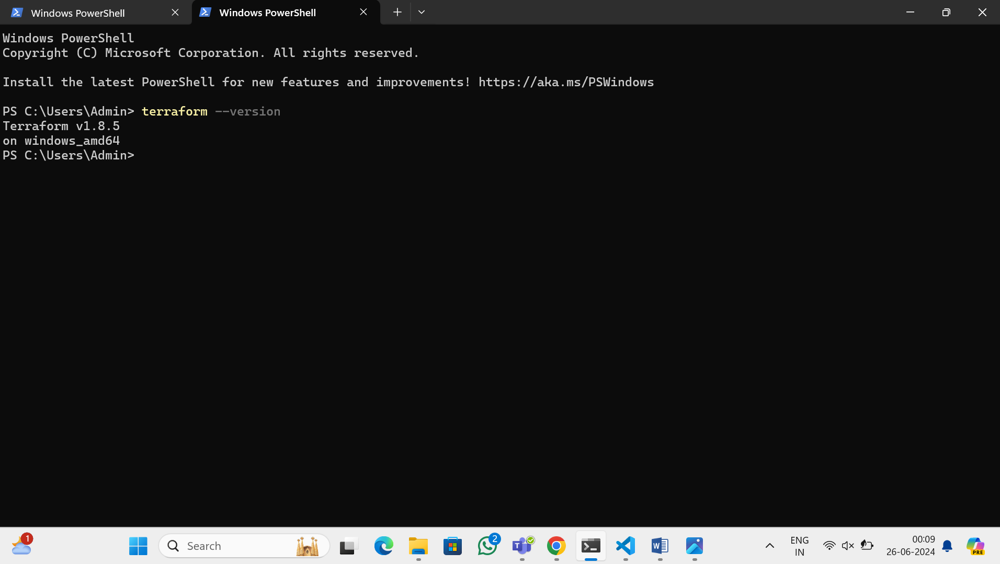 Windows PowerShell
Windows PowerShell
Windows PowerShell
Copyright (C) Microsoft Corporation. All rights reserved.
Install the latest PowerShell for new features and improvements! https://aka.ms/PSWindows
PS C:\Users\Admin> terraform --version
Terraform v1.8.5
on windows_amd64
PS C:\Users\Admin>
1
Search
2
T
W
ENG
IN
00:09
26-06-2024
PRE